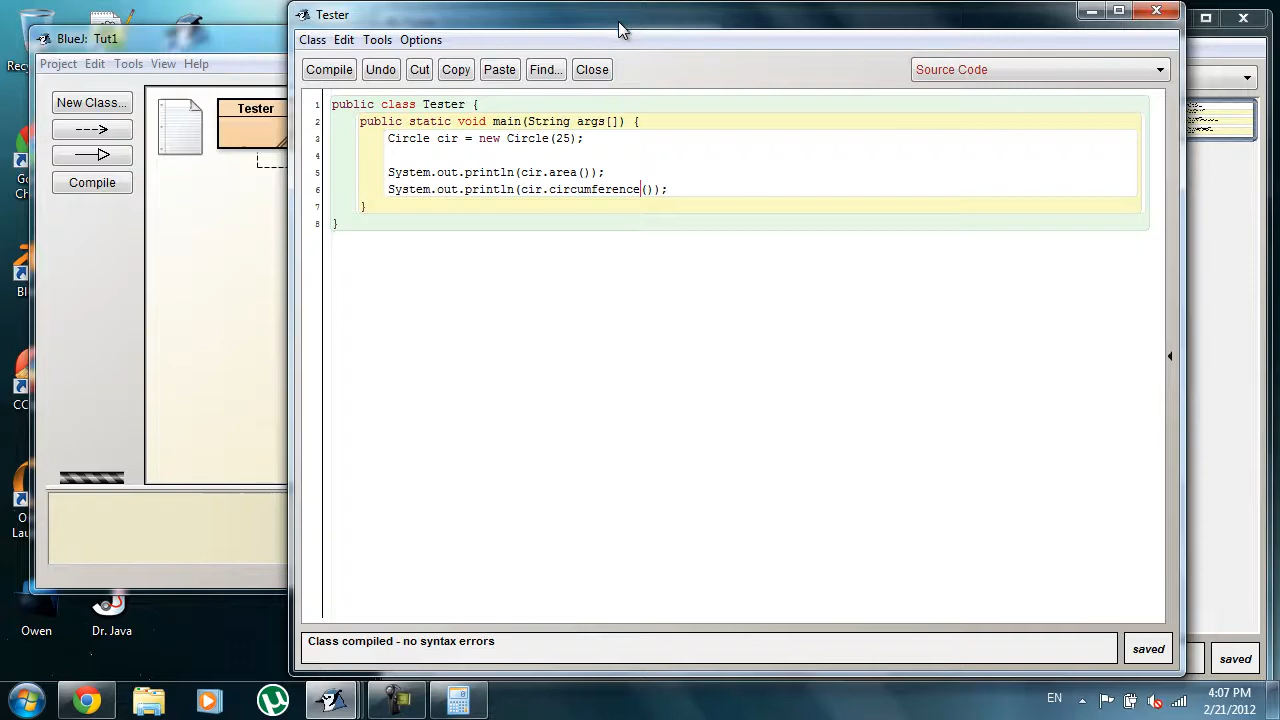 Tester
BlueJ: Tut1
Class Edit Tools Options
Project Edit Tools View Help
Compile Undo Cut Copy Paste Find... Close
Source Code
New Class...
Compile
Tester
1 public class Tester {
2 public static void main(String args[]) {
3 Circle cir = new Circle(25);
4
5 System.out.println(cir.area());
6 System.out.println(cir.circumference());
7 }
8 }
Class compiled - no syntax errors
saved
saved
Owen
Dr. Java
EN
4:07 PM
2/21/2012